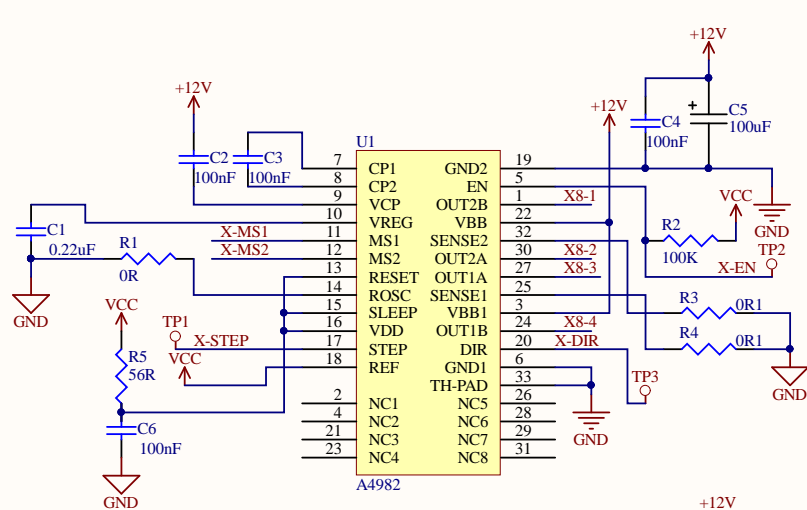 +12V
+12V
+12V
C4
100nF
+
C5
100uF
U1
C2
100nF
C3
100nF
7 CP1 GND2 19
8 CP2 EN 5
9 VCP OUT2B 1 X8-1
10 VREG VBB 22
X-MS1 11 MS1 SENSE2 32
X-MS2 12 MS2 OUT2A 30 X8-2
13 RESET OUT1A 27 X8-3
14 ROSC SENSE1 25
15 SLEEP VBB1 3
16 VDD OUT1B 24 X8-4
X-STEP 17 STEP DIR 20 X-DIR
18 REF GND1 6
TH-PAD 33
2 NC1 NC5 26
4 NC2 NC6 28
21 NC3 NC7 29
23 NC4 NC8 31
A4982
C1
0.22uF
R1
0R
GND
VCC
TP1
VCC
R5
56R
C6
100nF
GND
VCC
GND
R2
100K
TP2
X-EN
R3 0R1
R4 0R1
GND
TP3
GND
+12V